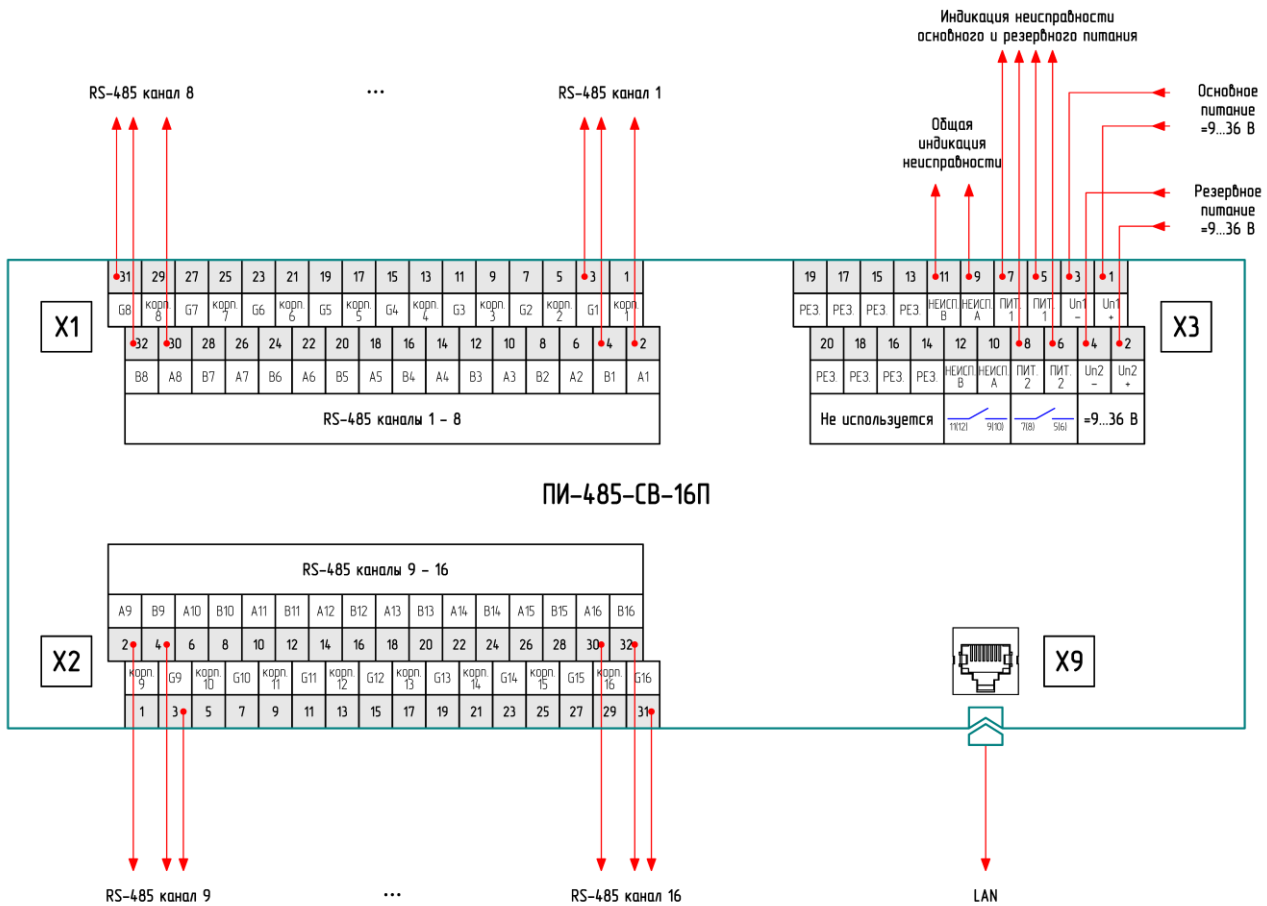 Индикация неисправности
основного и резервного питания
RS-485 канал 8
...
RS-485 канал 1
Общая
индикация
неисправности
Основное
питание
=9...36 В
Резервное
питание
=9...36 В
X1
31 29 27 25 23 21 19 17 15 13 11 9 7 5 3 1
G8 корп. 8 G7 корп. 7 G6 корп. 6 G5 корп. 5 G4 корп. 4 G3 корп. 3 G2 корп. 2 G1 корп. 1
32 30 28 26 24 22 20 18 16 14 12 10 8 6 4 2
B8 A8 B7 A7 B6 A6 B5 A5 B4 A4 B3 A3 B2 A2 B1 A1
RS-485 каналы 1 – 8
X3
19 17 15 13 11 9 7 5 3 1
РЕЗ. РЕЗ. РЕЗ. РЕЗ. НЕИСП. В НЕИСП. А ПИТ. 1 ПИТ. 1 Un1 – Un1 +
20 18 16 14 12 10 8 6 4 2
РЕЗ. РЕЗ. РЕЗ. РЕЗ. НЕИСП. В НЕИСП. А ПИТ. 2 ПИТ. 2 Un2 – Un2 +
Не используется 11(12) 9(10) 7(8) 5(6) =9...36 В
ПИ-485-СВ-16П
RS-485 каналы 9 – 16
A9 B9 A10 B10 A11 B11 A12 B12 A13 B13 A14 B14 A15 B15 A16 B16
X2
2 4 6 8 10 12 14 16 18 20 22 24 26 28 30 32
корп. 9 G9 корп. 10 G10 корп. 11 G11 корп. 12 G12 корп. 13 G13 корп. 14 G14 корп. 15 G15 корп. 16 G16
1 3 5 7 9 11 13 15 17 19 21 23 25 27 29 31
X9
RS-485 канал 9
...
RS-485 канал 16
LAN